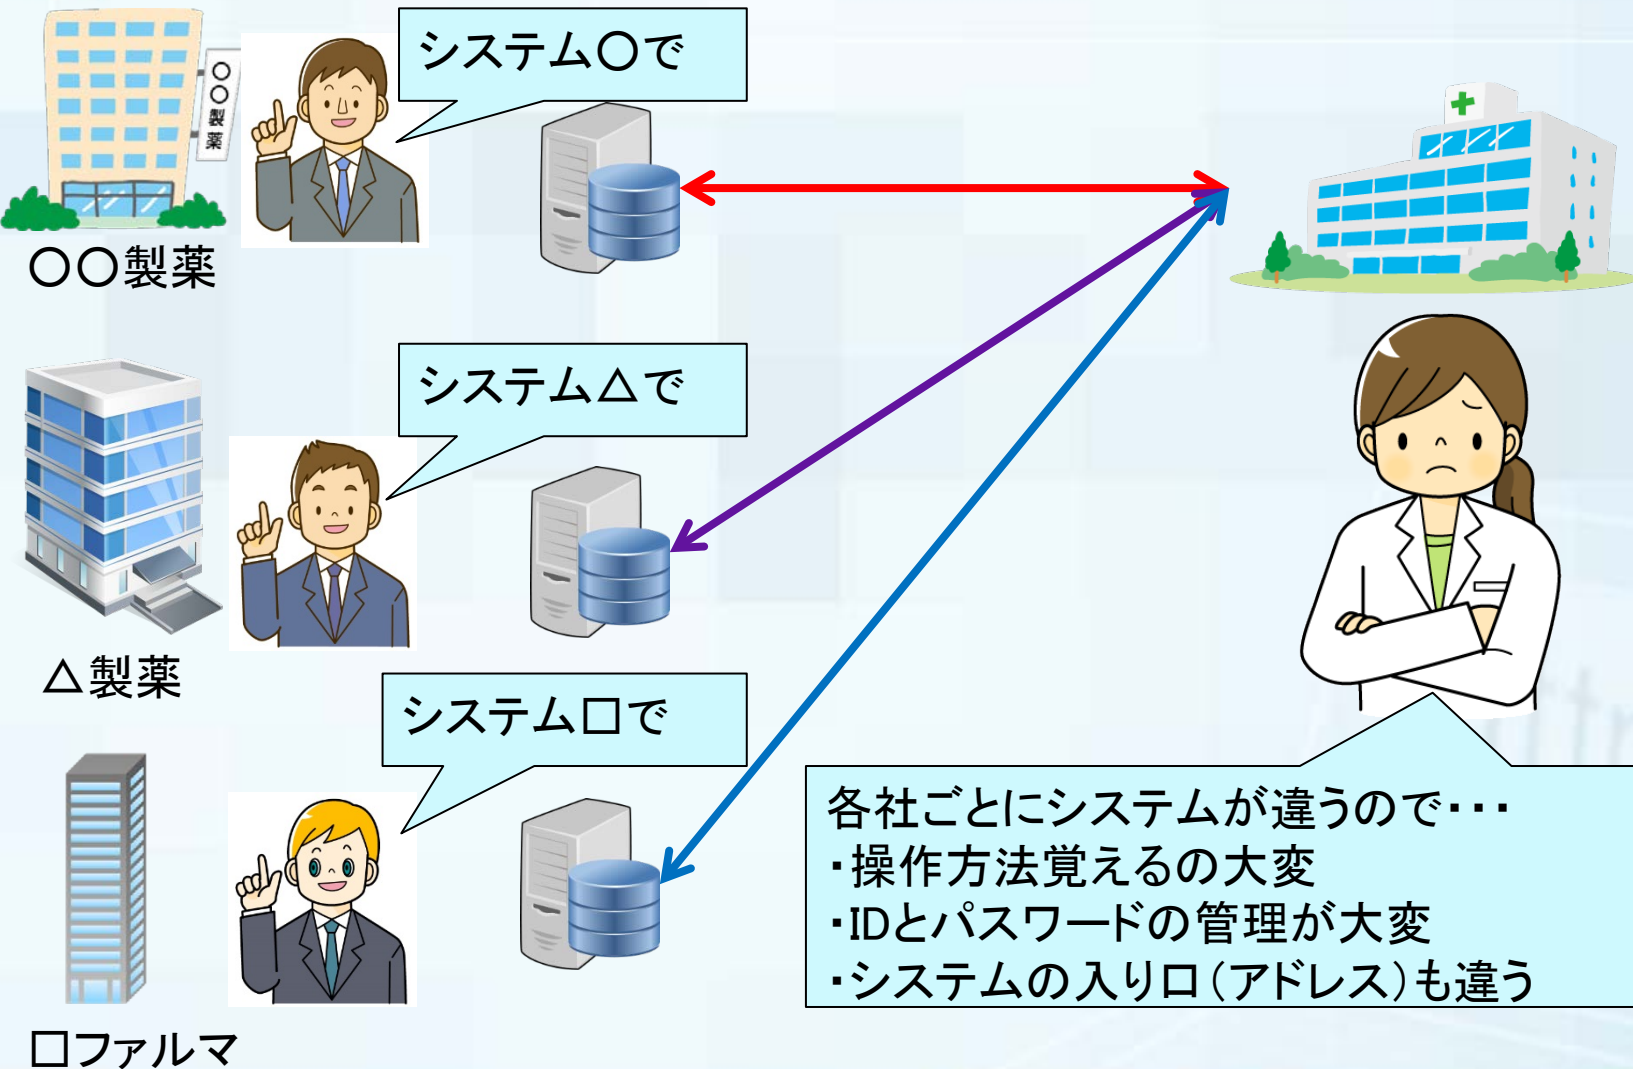 システム〇で
〇〇製薬
〇〇製薬
システム△で
△製薬
システム□で
□ファルマ
各社ごとにシステムが違うので・・・
・操作方法覚えるの大変
・IDとパスワードの管理が大変
・システムの入り口（アドレス）も違う